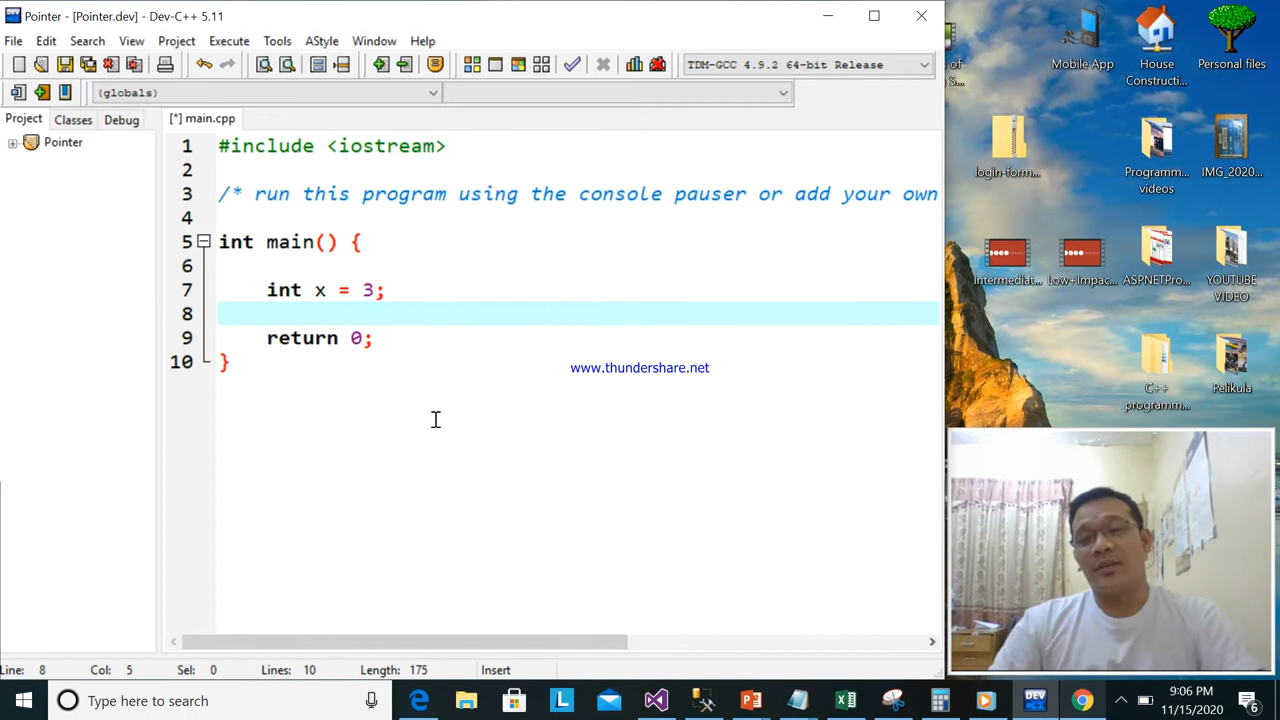 Pointer - [Pointer.dev] - Dev-C++ 5.11
File Edit Search View Project Execute Tools AStyle Window Help
TDM-GCC 4.9.2 64-bit Release
(globals)
Project Classes Debug
[*] main.cpp
Pointer
1 #include <iostream>
2
3 /* run this program using the console pauser or add your own
4
5 int main() {
6
7 int x = 3;
8
9 return 0;
10 }
www.thundershare.net
Line: 8 Col: 5 Sel: 0 Lines: 10 Length: 175 Insert
of
g S...
Mobile App
House
Constructi...
Personal files
login-form...
Programm...
videos
IMG_2020...
Intermediat...
Low+Impac...
ASPNETPro...
YOUTUBE
VIDEO
C++
programm...
Pelikula
Type here to search
DEV
9:06 PM
11/15/2020
6